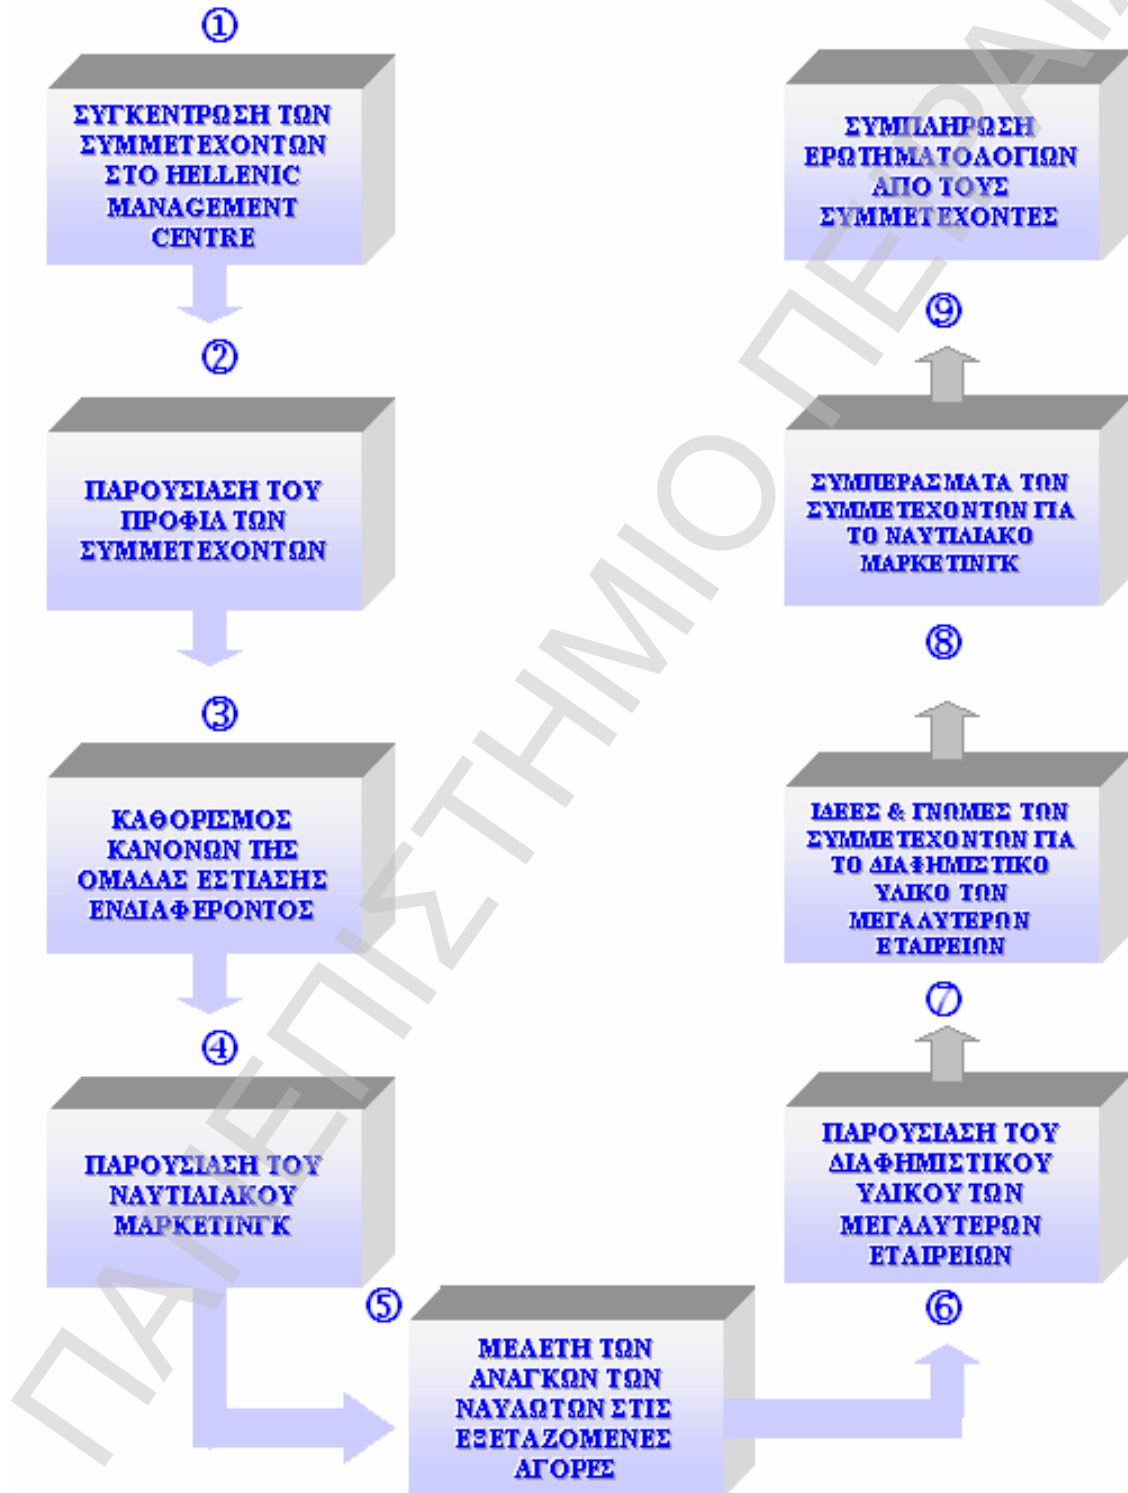 ①
ΣΥΓΚΕΝΤΡΩΣΗ ΤΩΝ
ΣΥΜΜΕΤΕΧΟΝΤΩΝ
ΣΤΟ HELLENIC
MANAGEMENT
CENTRE
②
ΠΑΡΟΥΣΙΑΣΗ ΤΟΥ
ΠΡΟΦΙΛ ΤΩΝ
ΣΥΜΜΕΤΕΧΟΝΤΩΝ
③
ΚΑΘΟΡΙΣΜΟΣ
ΚΑΝΟΝΩΝ ΤΗΣ
ΟΜΑΔΑΣ ΕΣΤΙΑΣΗΣ
ΕΝΔΙΑΦΕΡΟΝΤΟΣ
④
ΠΑΡΟΥΣΙΑΣΗ ΤΟΥ
ΝΑΥΤΙΛΙΑΚΟΥ
ΜΑΡΚΕΤΙΝΓΚ
⑤
ΜΕΛΕΤΗ ΤΩΝ
ΑΝΑΓΚΩΝ ΤΩΝ
ΝΑΥΛΩΤΩΝ ΣΤΙΣ
ΕΞΕΤΑΖΟΜΕΝΕΣ
ΑΓΟΡΕΣ
⑥
ΠΑΡΟΥΣΙΑΣΗ ΤΟΥ
ΔΙΑΦΗΜΙΣΤΙΚΟΥ
ΥΛΙΚΟΥ ΤΩΝ
ΜΕΓΑΛΥΤΕΡΩΝ
ΕΤΑΙΡΕΙΩΝ
⑦
ΙΔΕΕΣ & ΓΝΩΜΕΣ ΤΩΝ
ΣΥΜΜΕΤΕΧΟΝΤΩΝ ΓΙΑ
ΤΟ ΔΙΑΦΗΜΙΣΤΙΚΟ
ΥΛΙΚΟ ΤΩΝ
ΜΕΓΑΛΥΤΕΡΩΝ
ΕΤΑΙΡΕΙΩΝ
⑧
ΣΥΜΠΕΡΑΣΜΑΤΑ ΤΩΝ
ΣΥΜΜΕΤΕΧΟΝΤΩΝ ΓΙΑ
ΤΟ ΝΑΥΤΙΛΙΑΚΟ
ΜΑΡΚΕΤΙΝΓΚ
⑨
ΣΥΜΠΛΗΡΩΣΗ
ΕΡΩΤΗΜΑΤΟΛΟΓΙΩΝ
ΑΠΟ ΤΟΥΣ
ΣΥΜΜΕΤΕΧΟΝΤΕΣ
ΠΑΝΕΠΙΣΤΗΜΙΟ